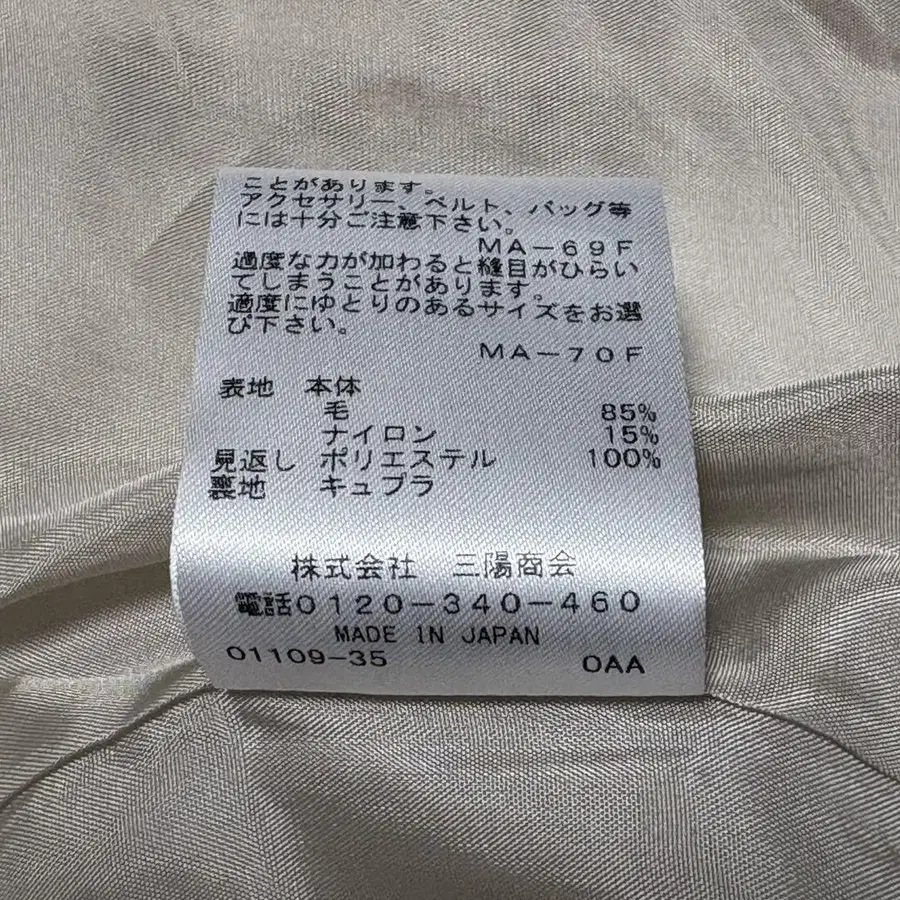 ことがあります。
アクセサリー、ベルト、バッグ等
には十分ご注意下さい。
MA-69F
過度な力が加わると縫目がひらい
てしまうことがあります。
適度にゆとりのあるサイズをお選
び下さい。
MA-70F
表地 本体
毛 85%
ナイロン 15%
見返し ポリエステル 100%
裏地 キュプラ
株式会社 三陽商会
電話0120-340-460
MADE IN JAPAN
01109-35 0AA